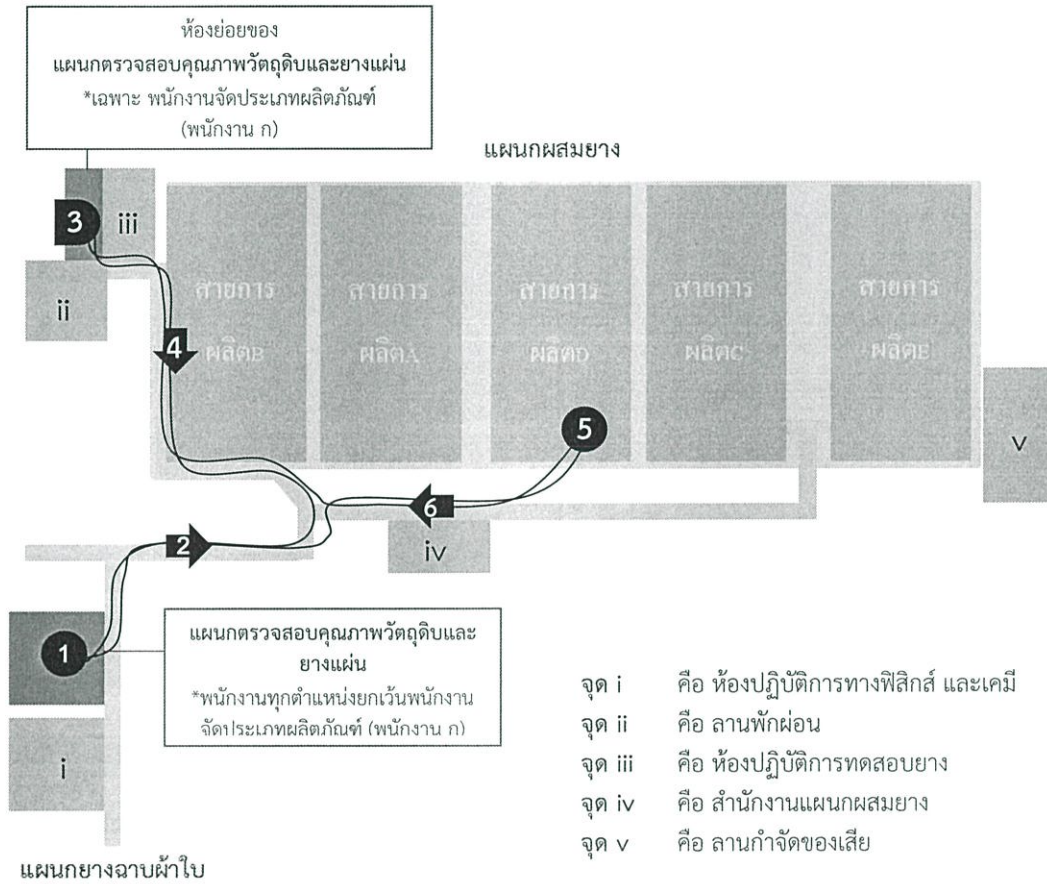 ห้องย่อยของ
แผนกตรวจสอบคุณภาพวัตถุดิบและยางแผ่น
*เฉพาะ พนักงานจัดประเภทผลิตภัณฑ์
(พนักงาน ก)
แผนกผสมยาง
3
iii
ii
4
สายการ
ผลิตB
สายการ
ผลิตA
สายการ
ผลิตD
สายการ
ผลิตC
สายการ
ผลิตE
5
v
6
2
iv
1
แผนกตรวจสอบคุณภาพวัตถุดิบและ
ยางแผ่น
*พนักงานทุกตำแหน่งยกเว้นพนักงาน
จัดประเภทผลิตภัณฑ์ (พนักงาน ก)
i
แผนกยางฉาบผ้าใบ
จุด i คือ ห้องปฏิบัติการทางฟิสิกส์ และเคมี
จุด ii คือ ลานพักผ่อน
จุด iii คือ ห้องปฏิบัติการทดสอบยาง
จุด iv คือ สำนักงานแผนกผสมยาง
จุด v คือ ลานกำจัดของเสีย